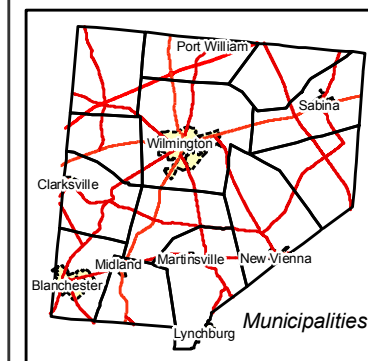 Port William
Sabina
Wilmington
Clarksville
Midland
Martinsville
New Vienna
Blanchester
Lynchburg
Municipalities